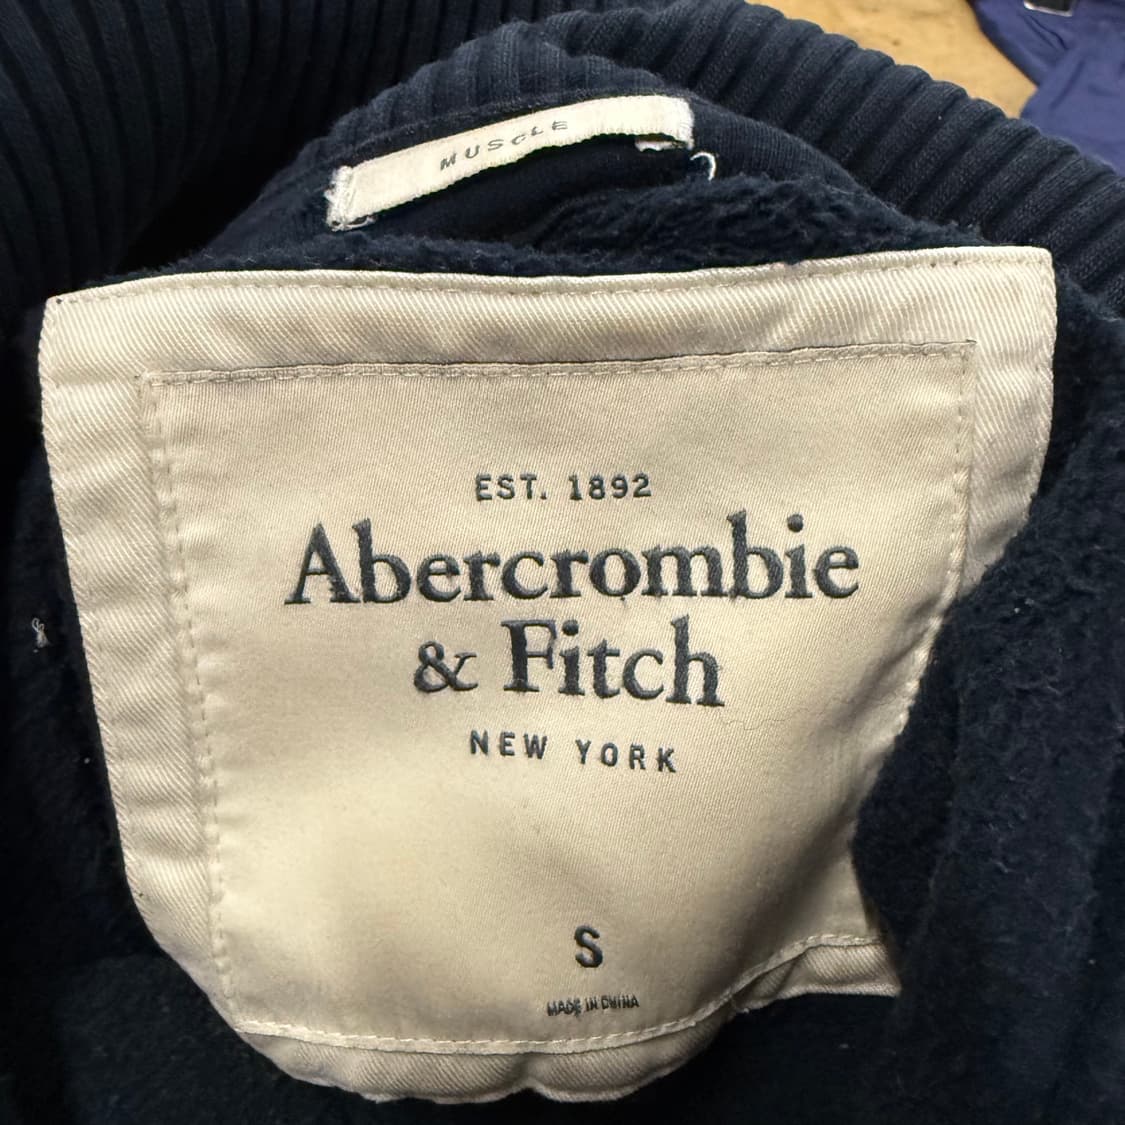 MUSCLE
EST. 1892
Abercrombie
& Fitch
NEW YORK
S
MADE IN CHINA